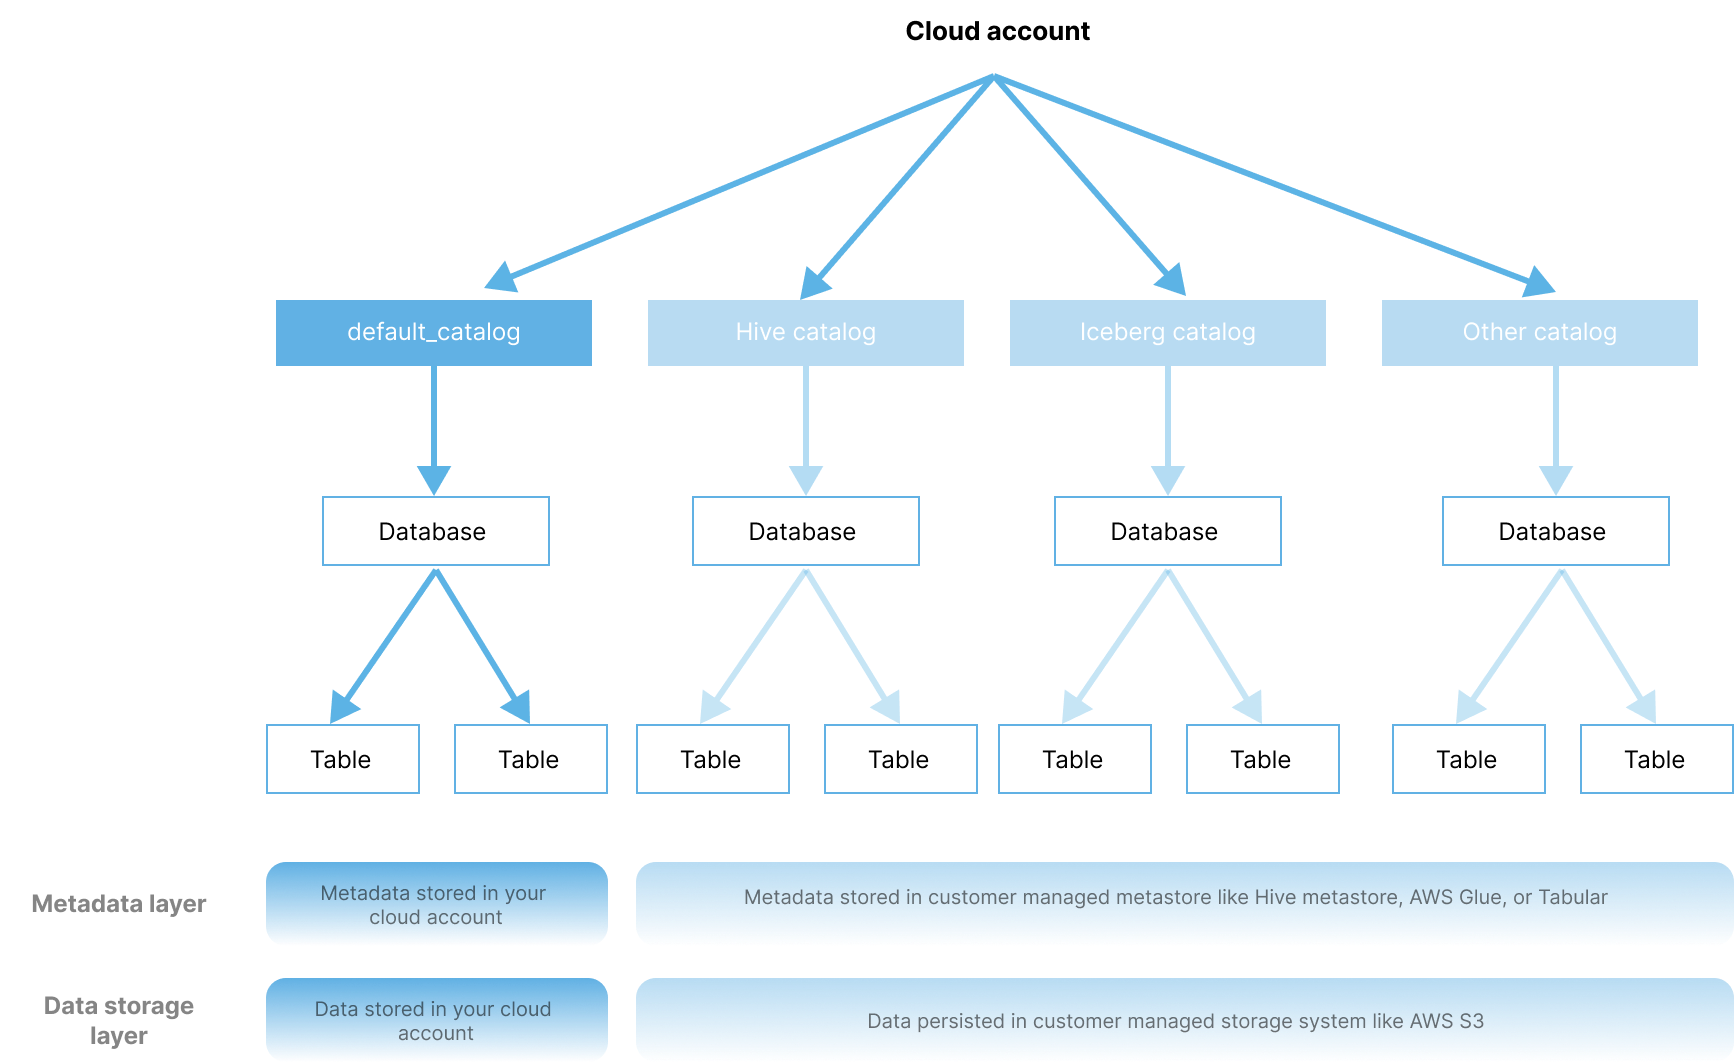 Cloud account
default_catalog
Hive catalog
Iceberg catalog
Other catalog
Database
Database
Database
Database
Table
Table
Table
Table
Table
Table
Table
Table
Metadata layer
Metadata stored in your
cloud account
Metadata stored in customer managed metastore like Hive metastore, AWS Glue, or Tabular
Data storage
layer
Data stored in your cloud
account
Data persisted in customer managed storage system like AWS S3